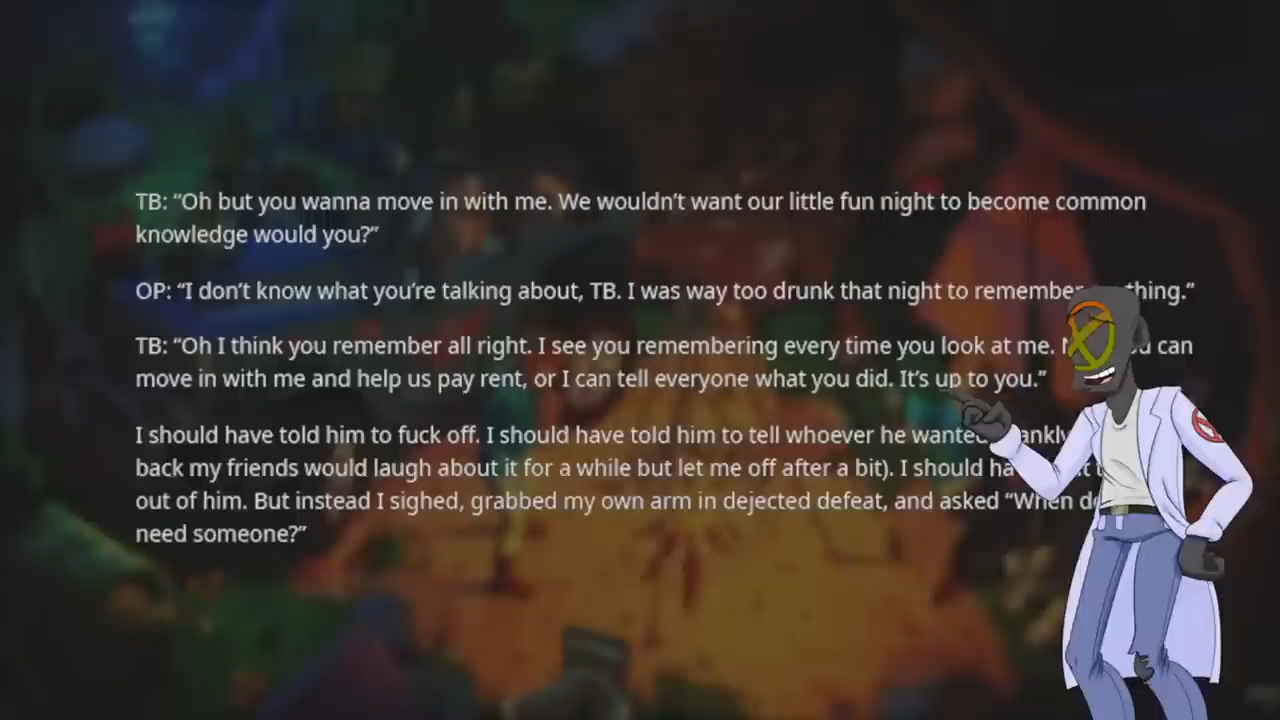 TB: “Oh but you wanna move in with me. We wouldn’t want our little fun night to become common
knowledge would you?”
OP: “I don’t know what you’re talking about, TB. I was way too drunk that night to remember thing.”
TB: “Oh I think you remember all right. I see you remembering every time you look at me. can
move in with me and help us pay rent, or I can tell everyone what you did. It’s up to you.”
I should have told him to fuck off. I should have told him to tell whoever he wanted
back my friends would laugh about it for a while but let me off after a bit). I should
out of him. But instead I sighed, grabbed my own arm in dejected defeat, and asked “When
need someone?”